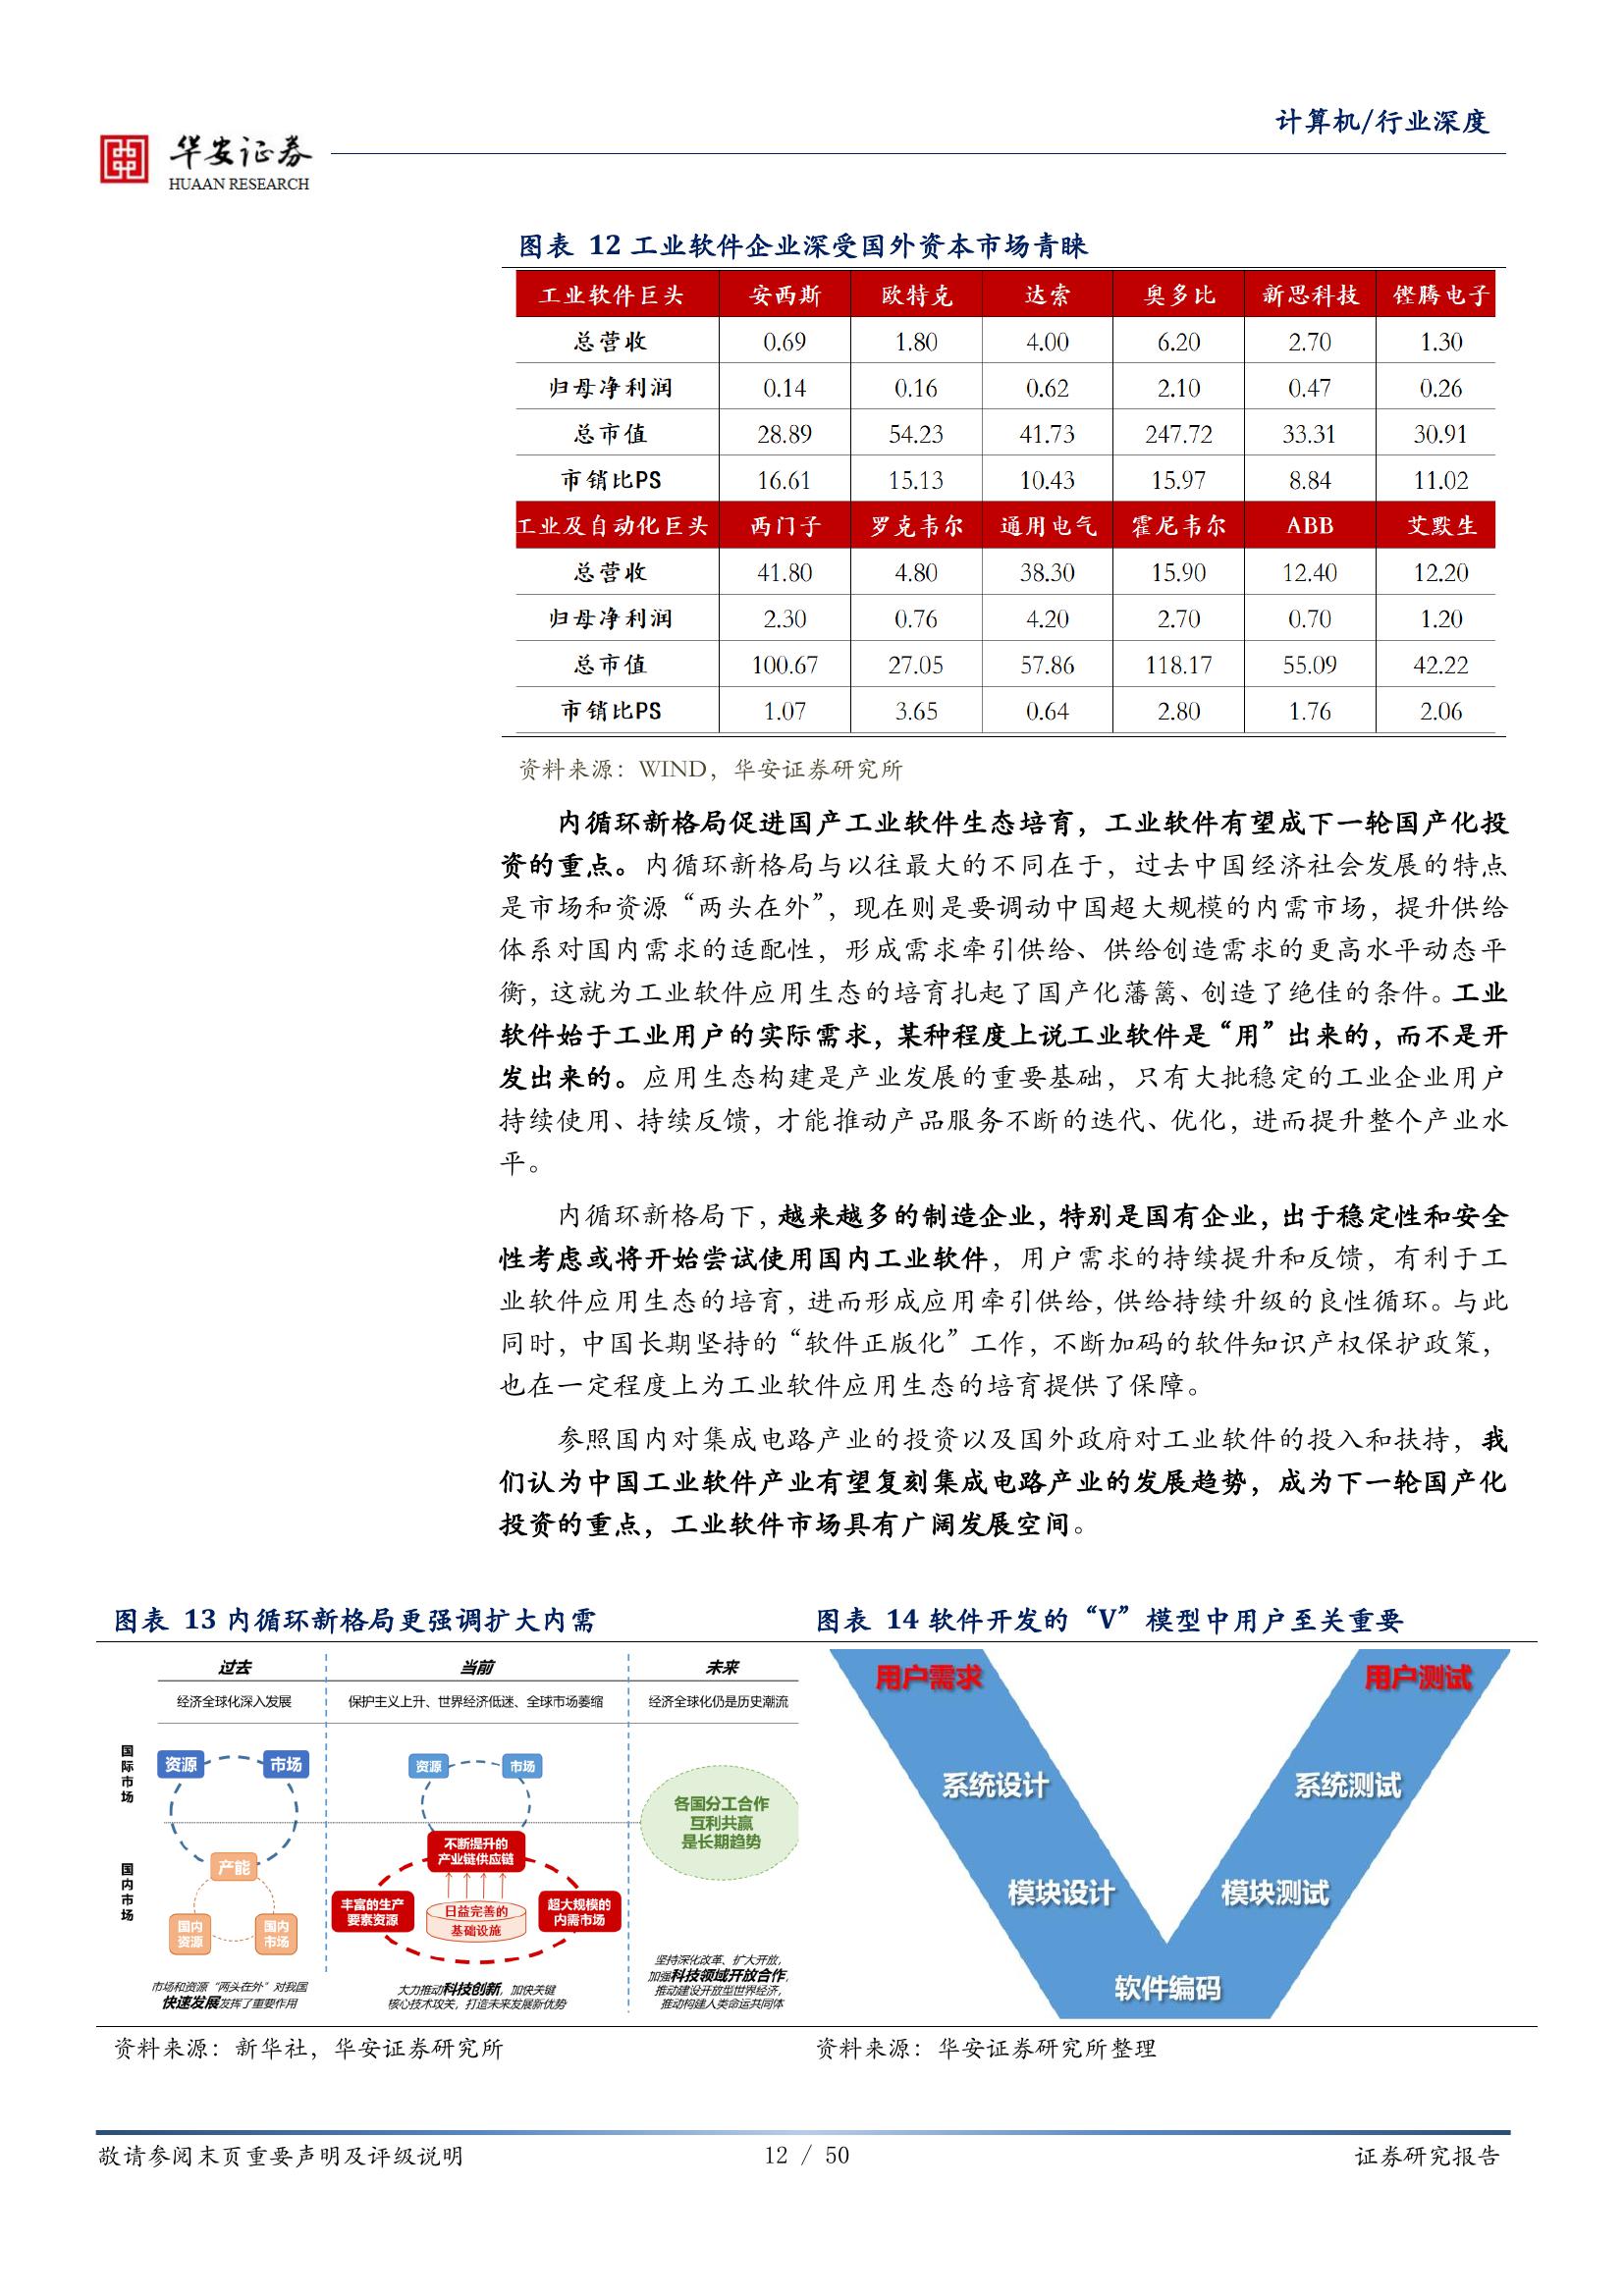 计算机/行业深度
华安证券
HUAAN RESEARCH
图表 12 工业软件企业深受国外资本市场青睐
工业软件巨头 安西斯 欧特克 达索 奥多比 新思科技 铿腾电子
总营收 0.69 1.80 4.00 6.20 2.70 1.30
归母净利润 0.14 0.16 0.62 2.10 0.47 0.26
总市值 28.89 54.23 41.73 247.72 33.31 30.91
市销比PS 16.61 15.13 10.43 15.97 8.84 11.02
工业及自动化巨头 西门子 罗克韦尔 通用电气 霍尼韦尔 ABB 艾默生
总营收 41.80 4.80 38.30 15.90 12.40 12.20
归母净利润 2.30 0.76 4.20 2.70 0.70 1.20
总市值 100.67 27.05 57.86 118.17 55.09 42.22
市销比PS 1.07 3.65 0.64 2.80 1.76 2.06
资料来源：WIND，华安证券研究所
内循环新格局促进国产工业软件生态培育，工业软件有望成下一轮国产化投
资的重点。内循环新格局与以往最大的不同在于，过去中国经济社会发展的特点
是市场和资源“两头在外”，现在则是要调动中国超大规模的内需市场，提升供给
体系对国内需求的适配性，形成需求牵引供给、供给创造需求的更高水平动态平
衡，这就为工业软件应用生态的培育扎起了国产化藩篱、创造了绝佳的条件。工业
软件始于工业用户的实际需求，某种程度上说工业软件是“用”出来的，而不是开
发出来的。应用生态构建是产业发展的重要基础，只有大批稳定的工业企业用户
持续使用、持续反馈，才能推动产品服务不断的迭代、优化，进而提升整个产业水
平。
内循环新格局下，越来越多的制造企业，特别是国有企业，出于稳定性和安全
性考虑或将开始尝试使用国内工业软件，用户需求的持续提升和反馈，有利于工
业软件应用生态的培育，进而形成应用牵引供给，供给持续升级的良性循环。与此
同时，中国长期坚持的“软件正版化”工作，不断加码的软件知识产权保护政策，
也在一定程度上为工业软件应用生态的培育提供了保障。
参照国内对集成电路产业的投资以及国外政府对工业软件的投入和扶持，我
们认为中国工业软件产业有望复刻集成电路产业的发展趋势，成为下一轮国产化
投资的重点，工业软件市场具有广阔发展空间。
图表 13 内循环新格局更强调扩大内需
过去 当前 未来
经济全球化深入发展 保护主义上升、世界经济低迷、全球市场萎缩 经济全球化仍是历史潮流
国际市场
资源 市场
资源 市场
各国分工合作
互利共赢
是长期趋势
不断提升的
产业链供应链
国内市场
产能
国内
资源
国内
市场
丰富的生产
要素资源
日益完善的
基础设施
超大规模的
内需市场
市场和资源“两头在外”对我国
快速发展发挥了重要作用
大力推动科技创新，加快关键
核心技术攻关，打造未来发展新优势
坚持深化改革、扩大开放，
加强科技领域开放合作，
推动建设开放型世界经济，
推动构建人类命运共同体
资料来源：新华社，华安证券研究所
图表 14 软件开发的“V”模型中用户至关重要
用户需求 用户测试
系统设计 系统测试
模块设计 模块测试
软件编码
资料来源：华安证券研究所整理
敬请参阅末页重要声明及评级说明 12 / 50 证券研究报告